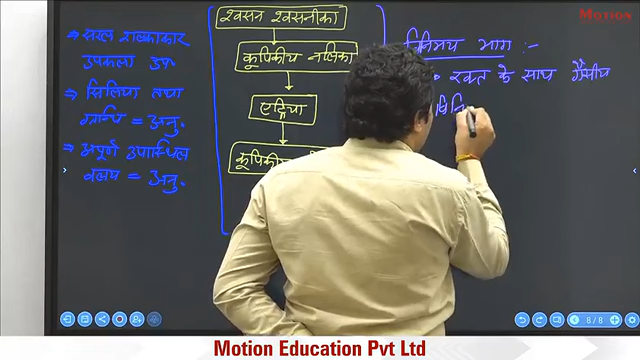 MOTION
⇒ सरल शल्काकार
उपकला उप॰
⇒ सिलिया तथा
ग्रन्थि = अनु.
⇒ अपूर्ण उपास्थिल
वलय = अनु.
श्वसन श्वसनीका
कूपिकीय नलिका
एट्रिया
कूपिकीय
विनिमय भाग :-
• रक्त के साथ गैसीय
विनि
8/8
Motion Education Pvt Ltd